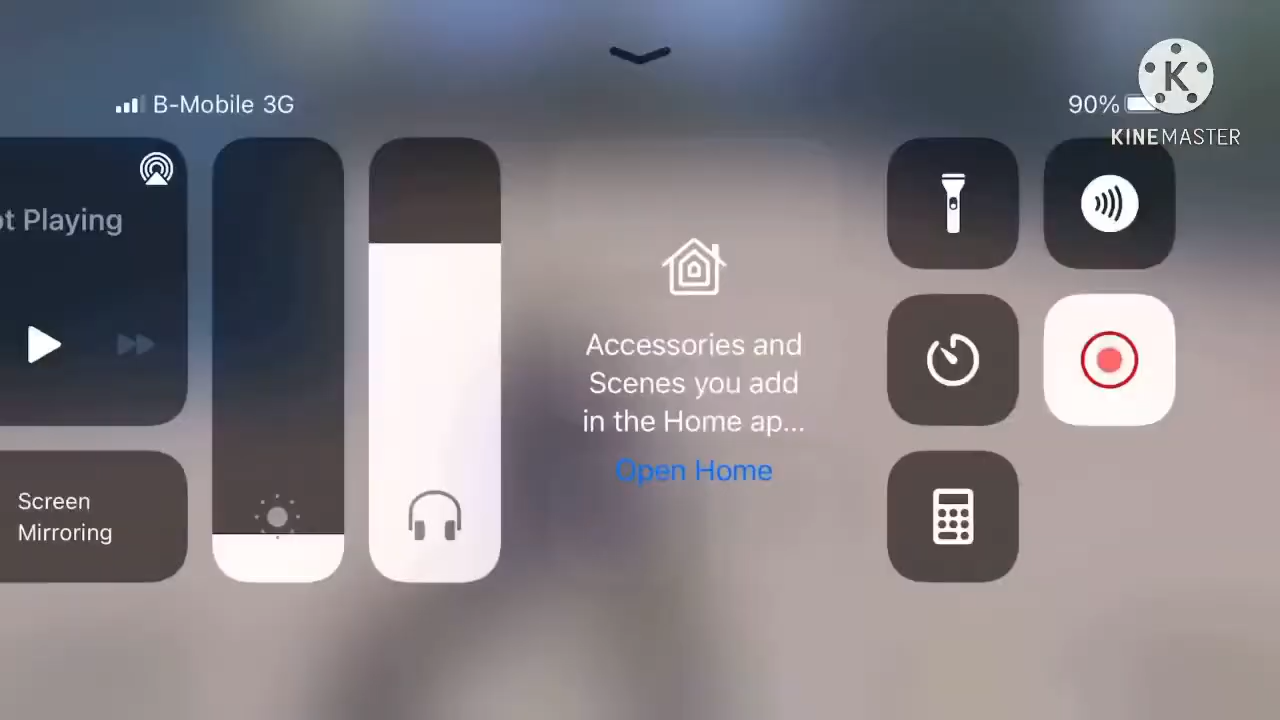 B-Mobile 3G
90%
K
KINEMASTER
ot Playing
Screen
Mirroring
Accessories and
Scenes you add
in the Home ap...
Open Home